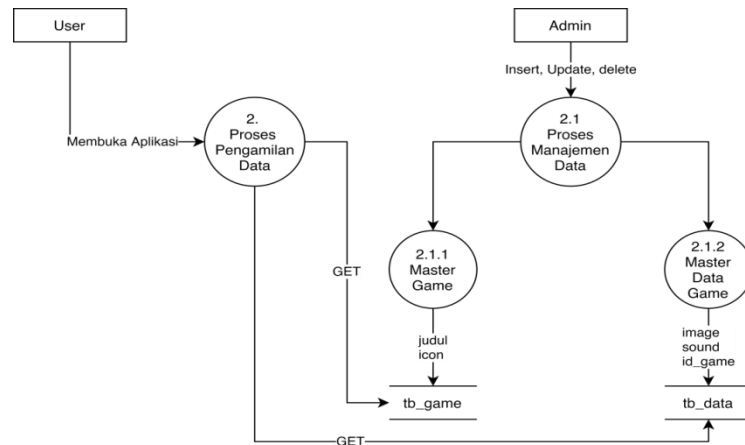 User
Admin
Insert, Update, delete
Membuka Aplikasi
2.
Proses
Pengamilan
Data
2.1
Proses
Manajemen
Data
2.1.1
Master
Game
2.1.2
Master
Data
Game
GET
judul
icon
image
sound
id_game
tb_game
tb_data
GET